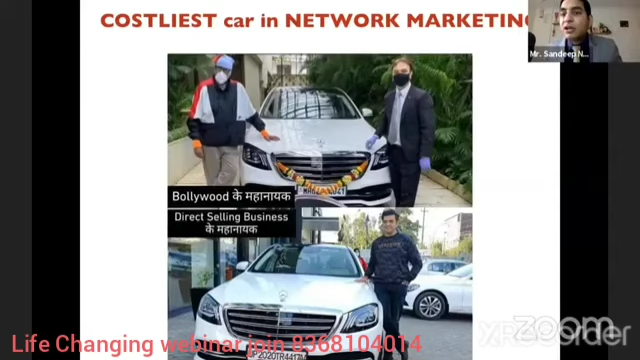 COSTLIEST car in NETWORK MARKETING
Mr. Sandeep N...
Bollywood के महानायक
Direct Selling Business
के महानायक
zoom
Life Changing webinar join 8368104014